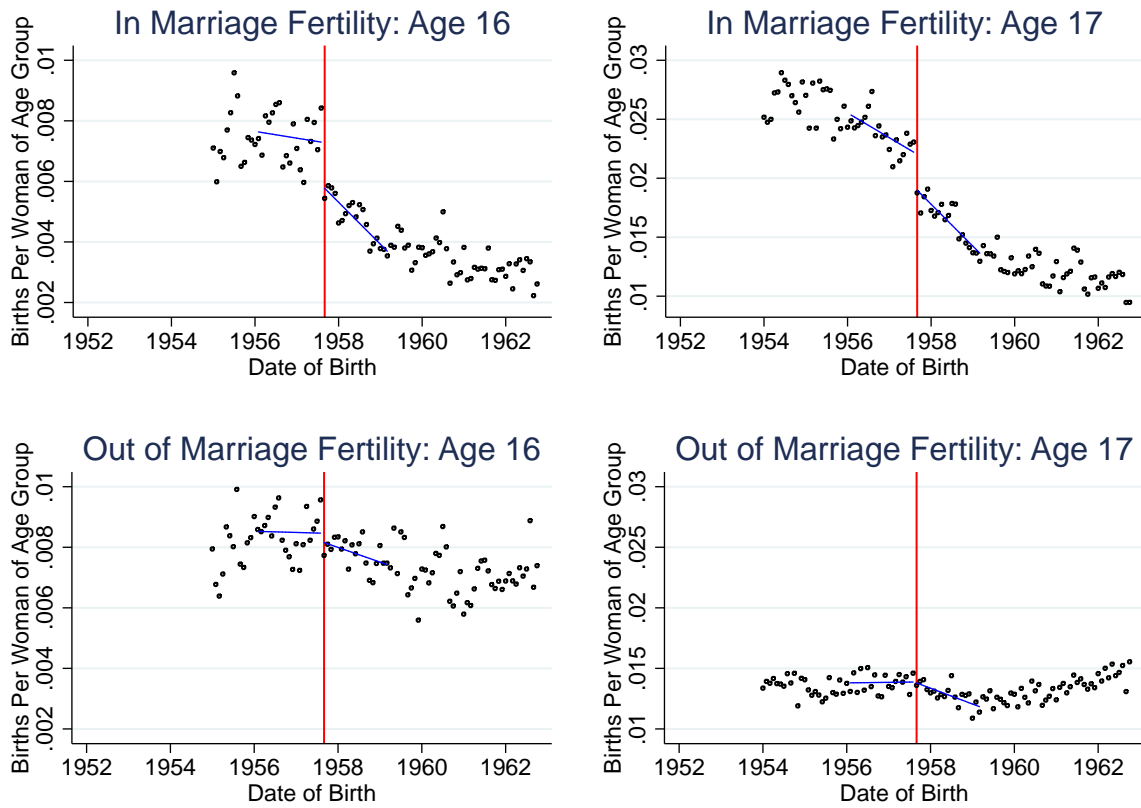 In Marriage Fertility: Age 16
Births Per Woman of Age Group
.01
.008
.006
.004
.002
1952 1954 1956 1958 1960 1962
Date of Birth
In Marriage Fertility: Age 17
Births Per Woman of Age Group
.03
.025
.02
.015
.01
1952 1954 1956 1958 1960 1962
Date of Birth
Out of Marriage Fertility: Age 16
Births Per Woman of Age Group
.01
.008
.006
.004
.002
1952 1954 1956 1958 1960 1962
Date of Birth
Out of Marriage Fertility: Age 17
Births Per Woman of Age Group
.03
.025
.02
.015
.01
1952 1954 1956 1958 1960 1962
Date of Birth